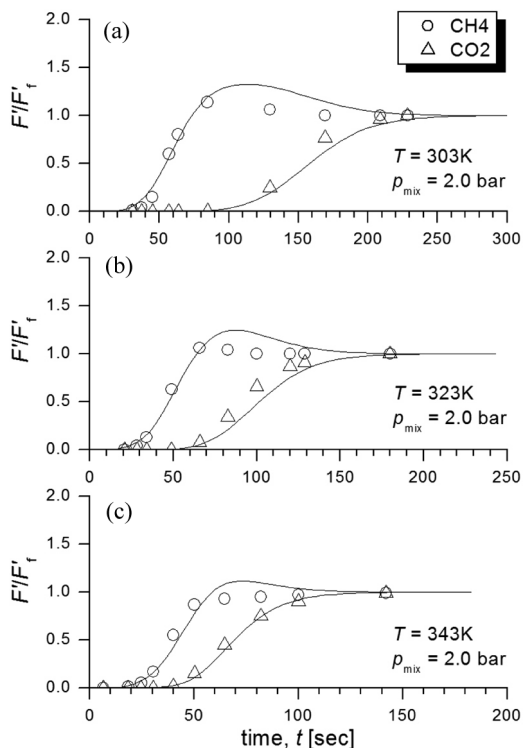 (a)
CH4
CO2
2.0
1.5
1.0
0.5
0.0
F'/F'f
T = 303K
pmix = 2.0 bar
0 50 100 150 200 250 300
(b)
2.0
1.5
1.0
0.5
0.0
F'/F'f
T = 323K
pmix = 2.0 bar
0 50 100 150 200 250
(c)
2.0
1.5
1.0
0.5
0.0
F'/F'f
T = 343K
pmix = 2.0 bar
0 50 100 150 200
time, t [sec]